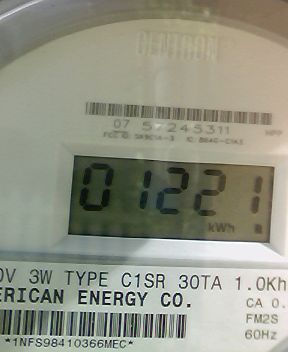 CENTRON
07 57245311
01221
kWh
0V 3W TYPE C1SR 30TA 1.0Kh
ERICAN ENERGY CO.
CA 0.
FM2S
60Hz
*1NFS98410366MEC*